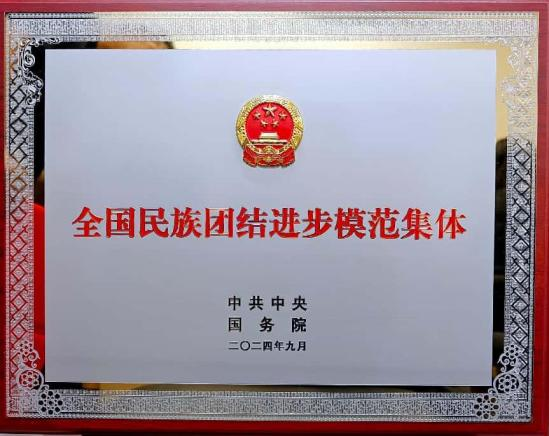 全国民族团结进步模范集体
中共中央
国务院
二〇二四年九月